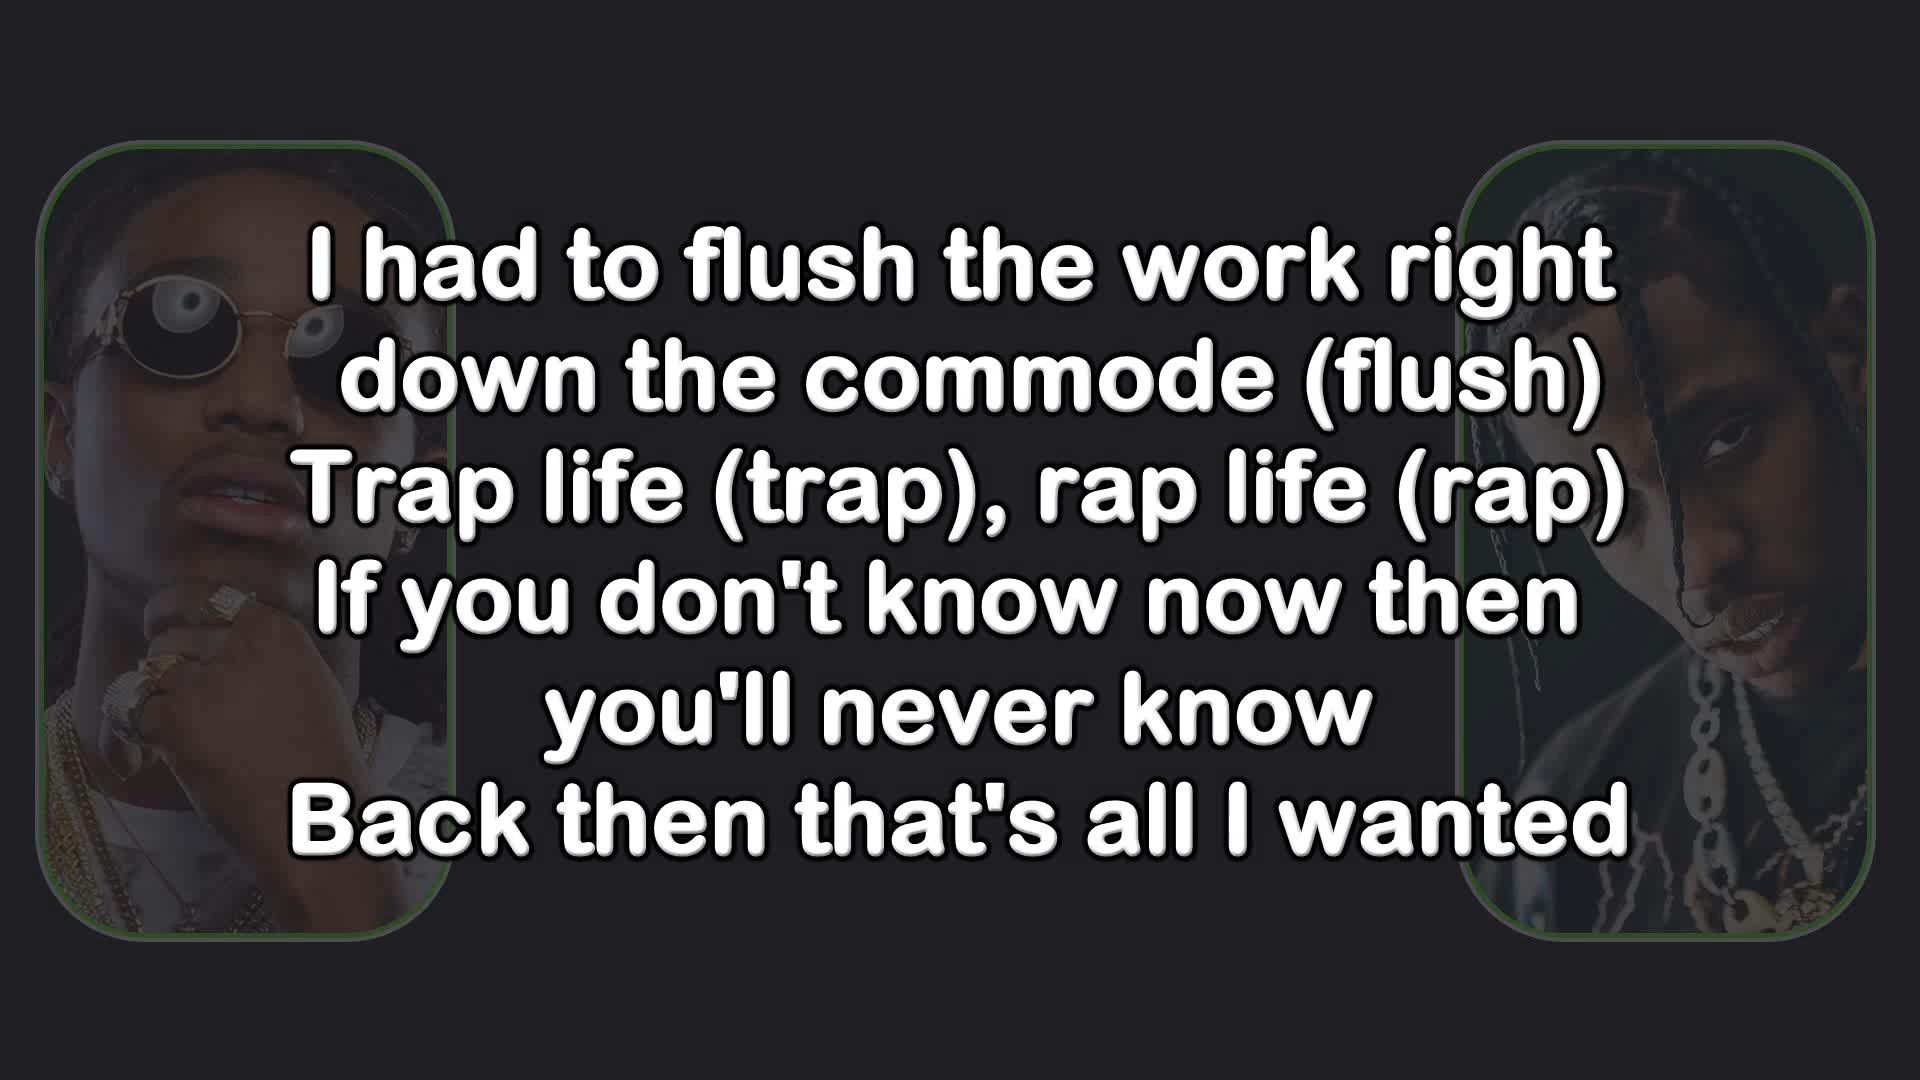 I had to flush the work right
down the commode (flush)
Trap life (trap), rap life (rap)
If you don't know now then
you'll never know
Back then that's all I wanted